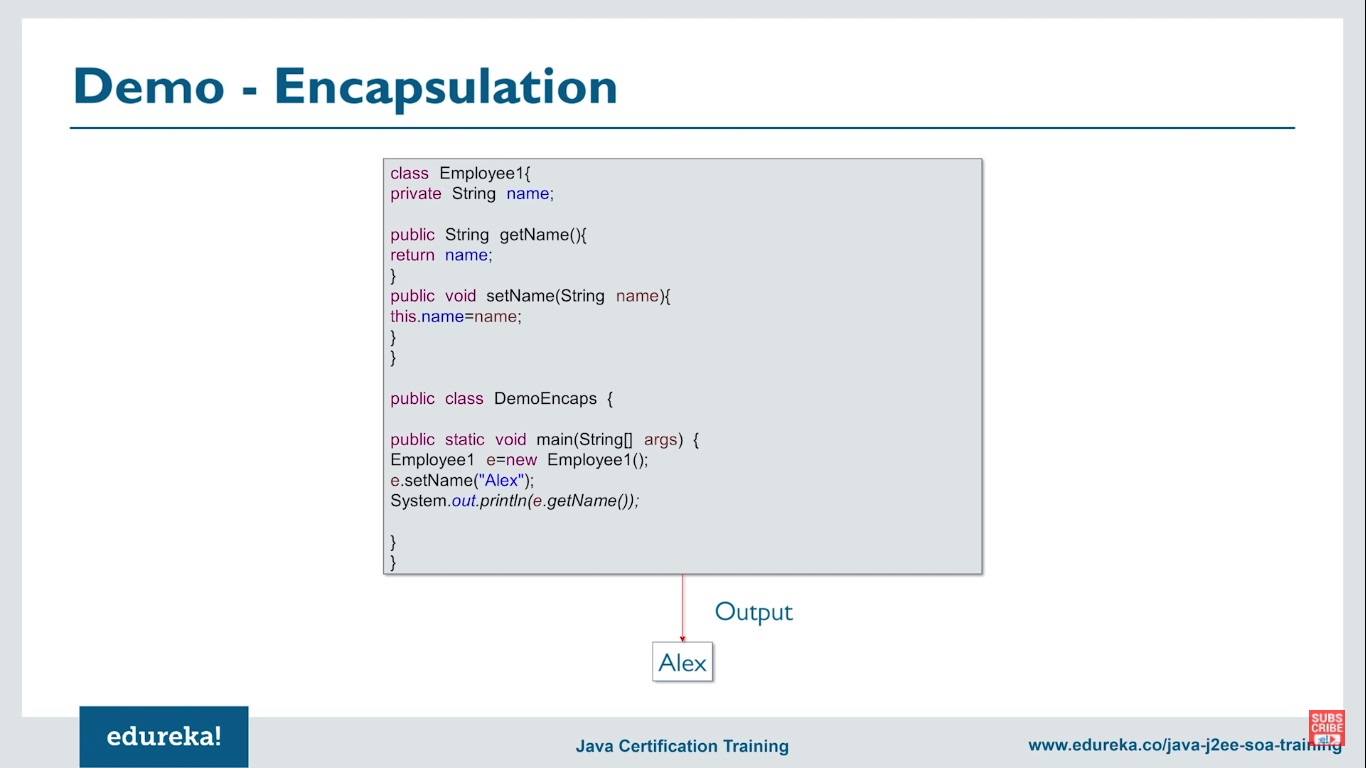 Demo - Encapsulation
class Employee1{
private String name;
public String getName(){
return name;
}
public void setName(String name){
this.name=name;
}
}
public class DemoEncaps {
public static void main(String[] args) {
Employee1 e=new Employee1();
e.setName("Alex");
System.out.println(e.getName());
}
}
Output
Alex
edureka!
Java Certification Training
www.edureka.co/java-j2ee-soa-training
SUBS
CRIBE